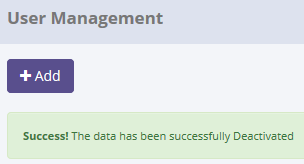 User Management
+ Add
Success! The data has been successfully Deactivated